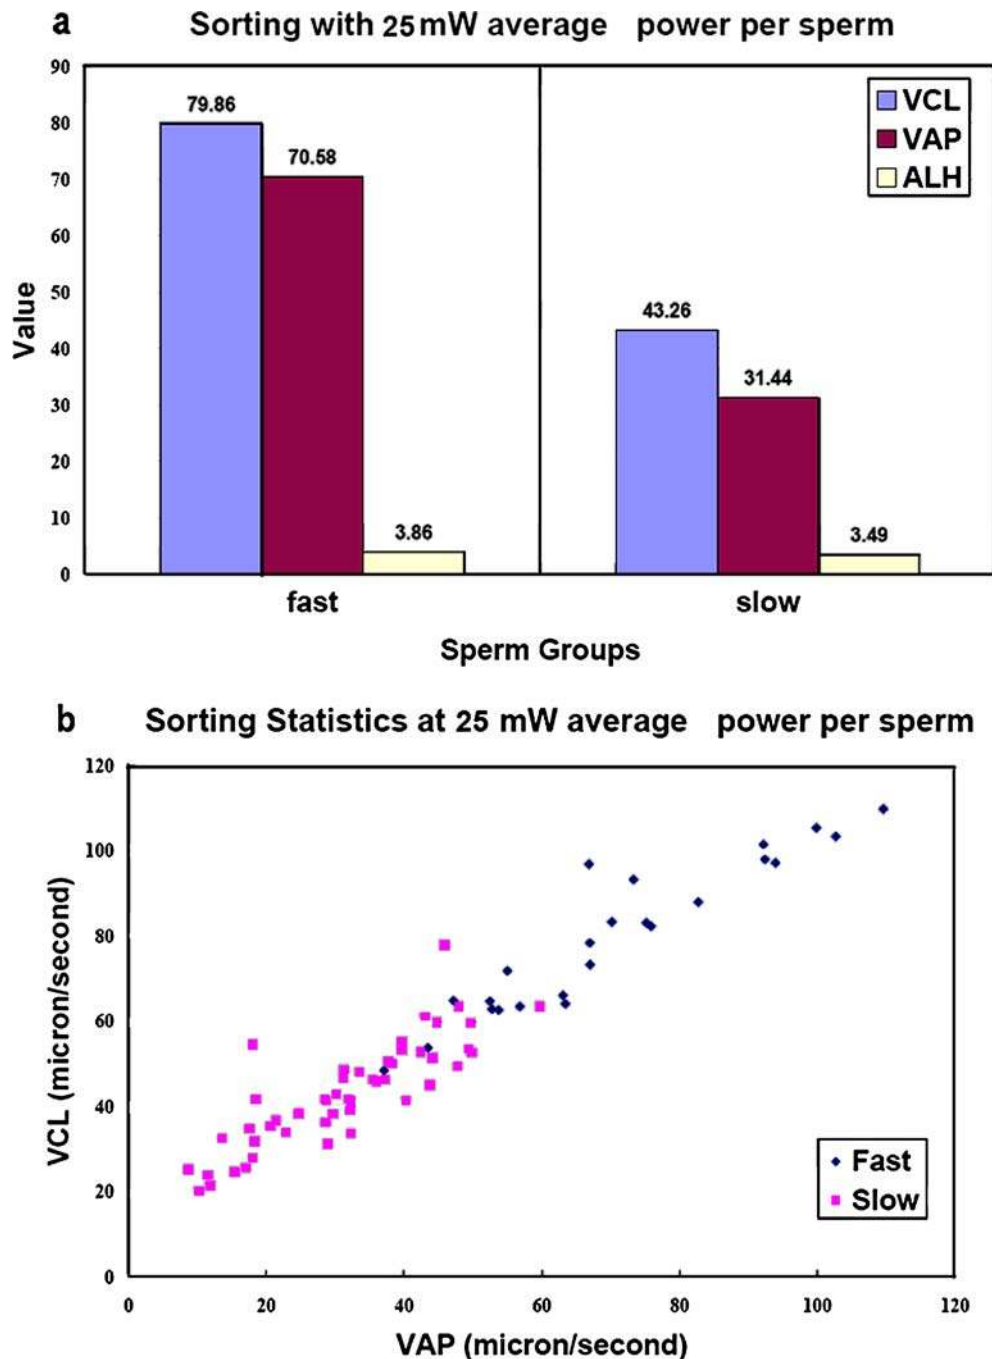 a Sorting with 25 mW average power per sperm
90
80
70
60
50
40
30
20
10
0
Value
79.86
70.58
3.86
43.26
31.44
3.49
VCL
VAP
ALH
fast slow
Sperm Groups
b Sorting Statistics at 25 mW average power per sperm
120
100
80
60
40
20
0
VCL (micron/second)
Fast
Slow
0 20 40 60 80 100 120
VAP (micron/second)